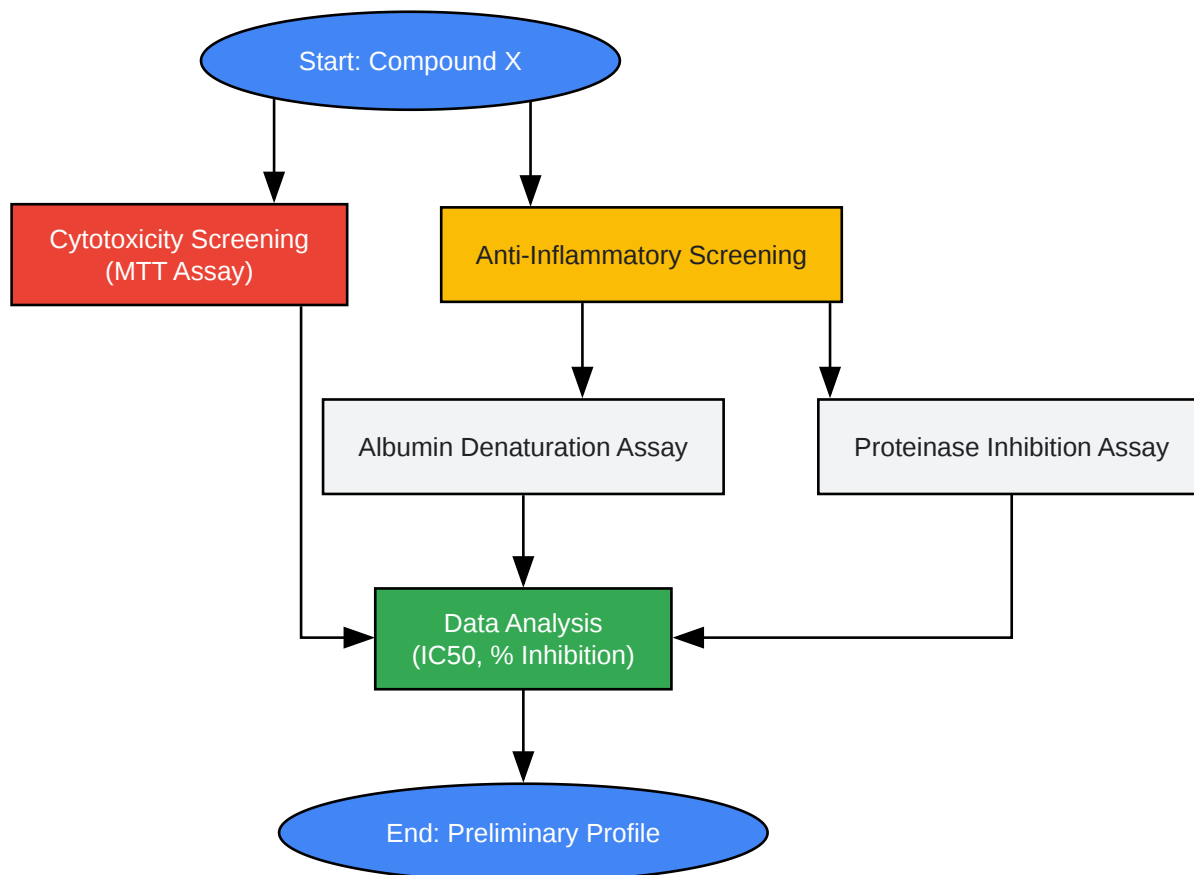 Start: Compound X
Cytotoxicity Screening
(MTT Assay)
Anti-Inflammatory Screening
Albumin Denaturation Assay
Proteinase Inhibition Assay
Data Analysis
(IC50, % Inhibition)
End: Preliminary Profile